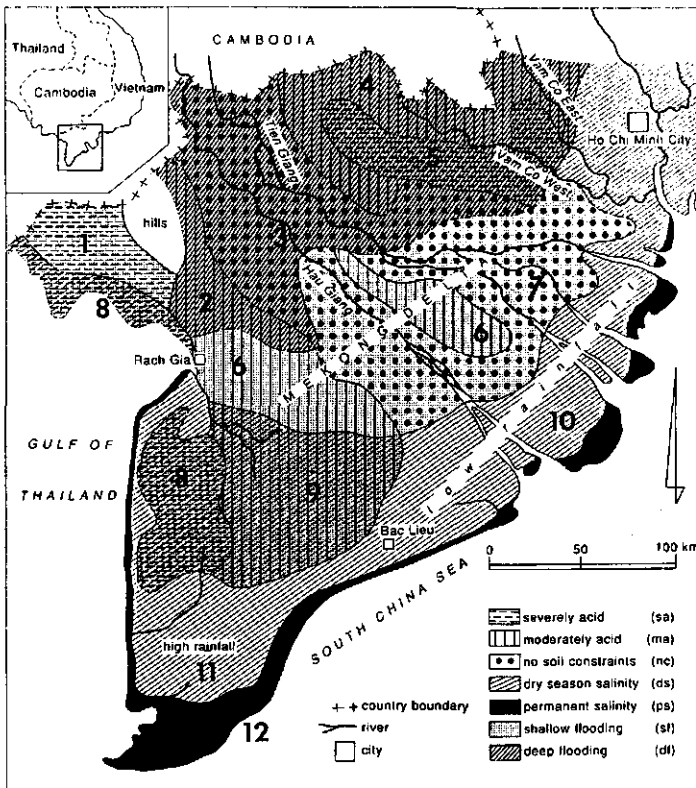 Thailand
Cambodia
Vietnam
CAMBODIA
4
Vam Co East
Ho Chi Minh City
Tien Giang
5
Vam Co West
1
hills
3
8
2
Hau Giang
7
MEKONG DELTA
6
Rach Gia
6
low rainfall
10
GULF OF
THAILAND
8
9
Bac Lieu
0 50 100 km
SOUTH CHINA SEA
high rainfall
11
12
severely acid (sa)
moderately acid (ma)
no soil constraints (nc)
dry season salinity (ds)
permanant salinity (ps)
shallow flooding (sf)
deep flooding (df)
country boundary
river
city